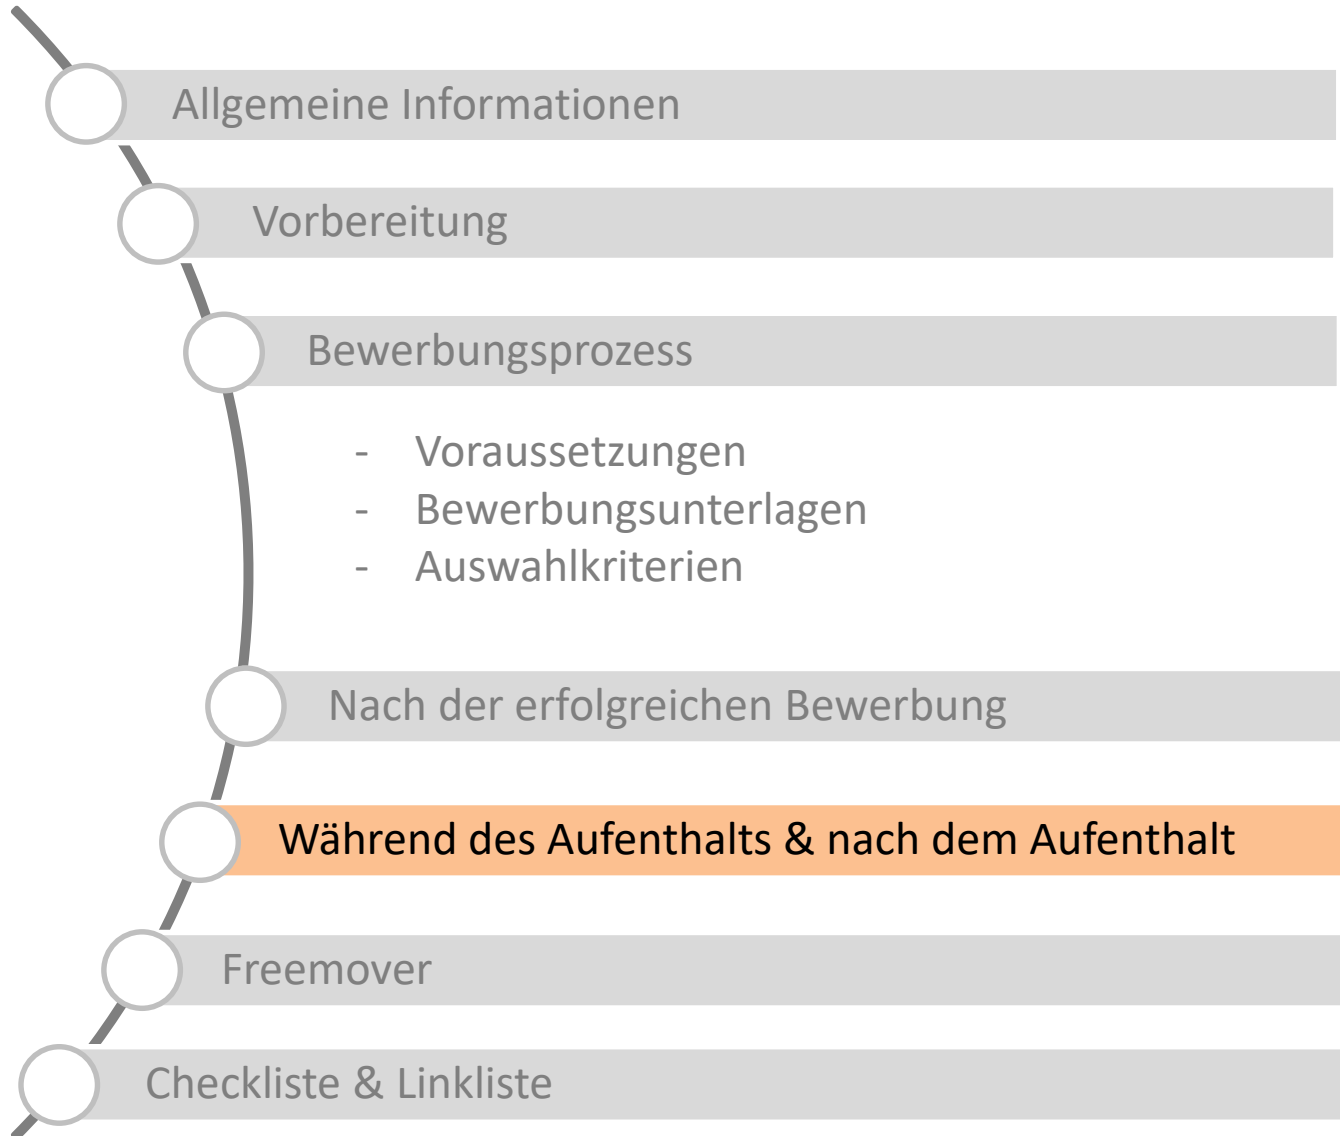 Allgemeine Informationen
Vorbereitung
Bewerbungsprozess
- Voraussetzungen
- Bewerbungsunterlagen
- Auswahlkriterien
Nach der erfolgreichen Bewerbung
Während des Aufenthalts & nach dem Aufenthalt
Freemover
Checkliste & Linkliste